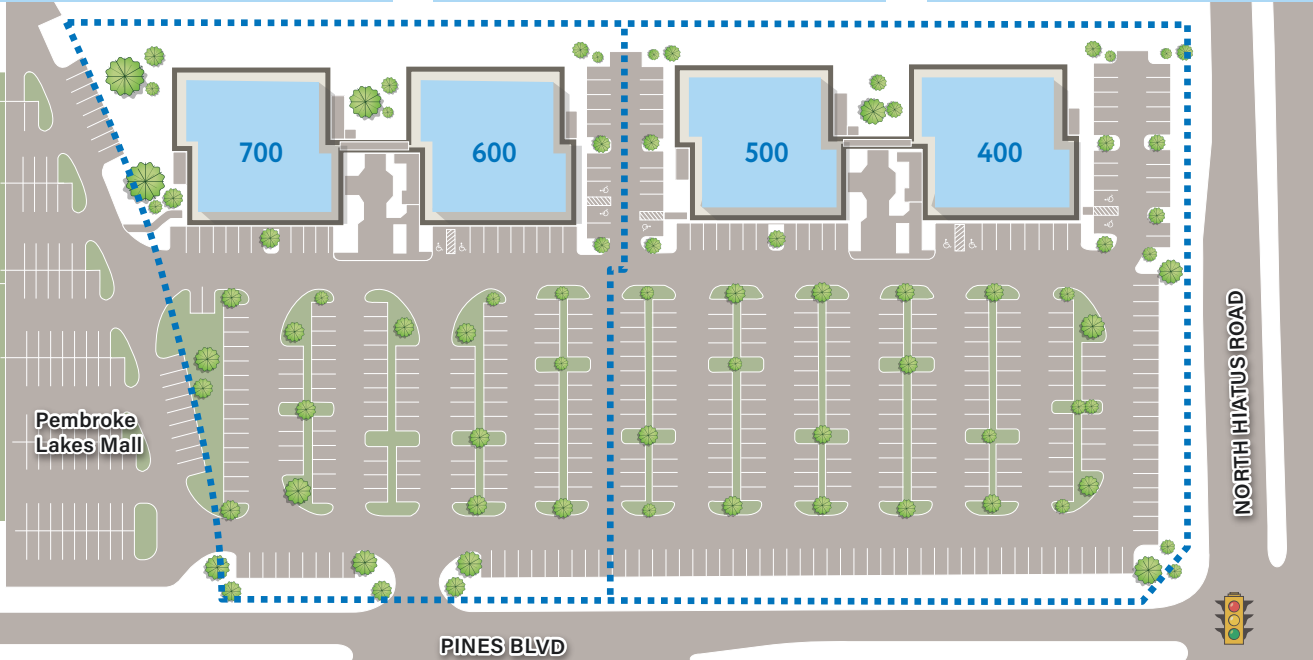 700
600
500
400
Pembroke
Lakes Mall
NORTH HIATUS ROAD
PINES BLVD